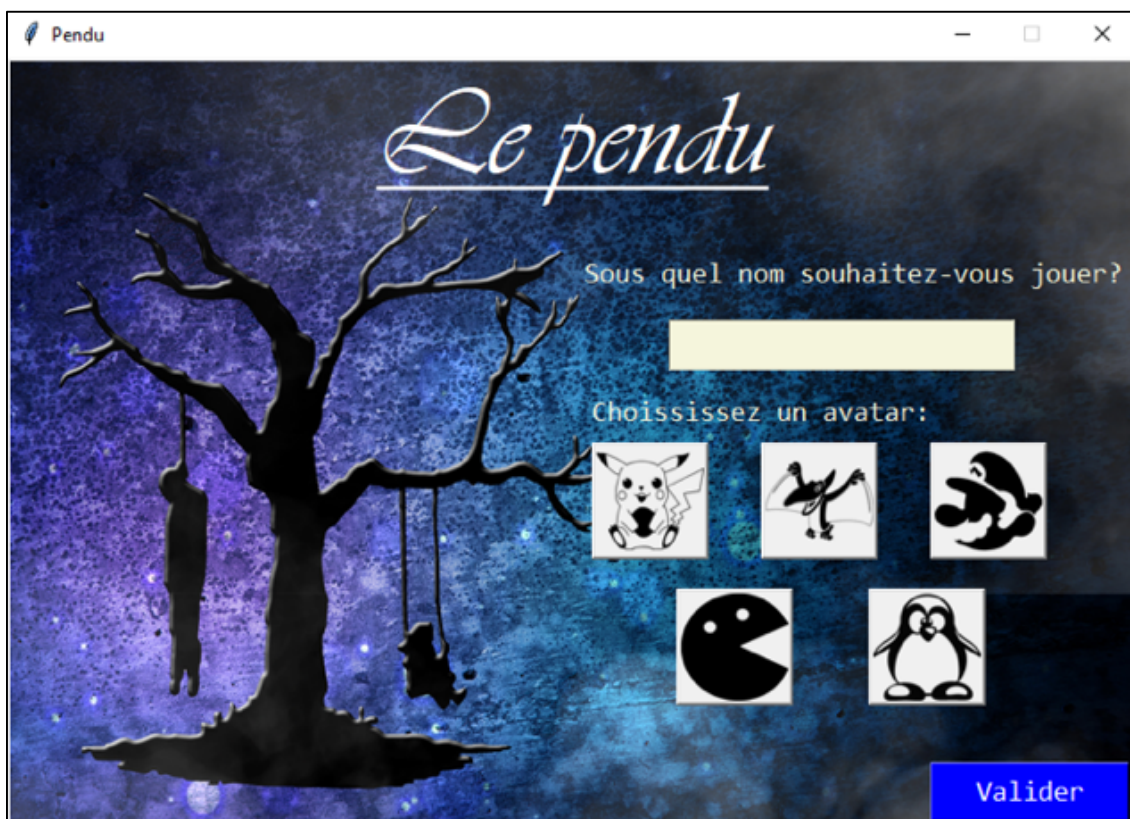 Pendu
Le pendu
Sous quel nom souhaitez-vous jouer?
Choississez un avatar:
Valider